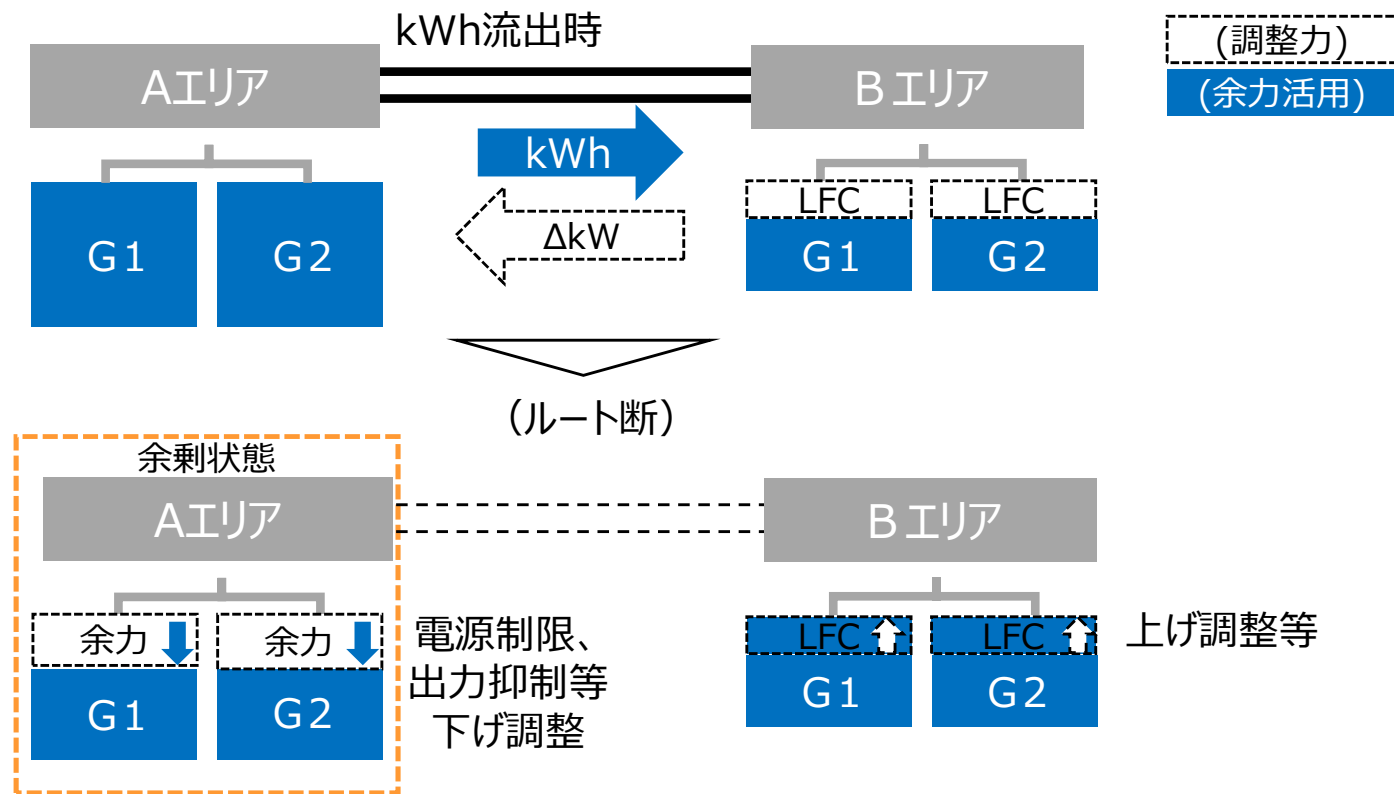 kWh流出時
(調整力)
(余力活用)
Aエリア
Bエリア
kWh
ΔkW
G1
G2
LFC
LFC
G1
G2
(ルート断)
余剰状態
Aエリア
Bエリア
余力
余力
G1
G2
電源制限、
出力抑制等
下げ調整
LFC
LFC
G1
G2
上げ調整等